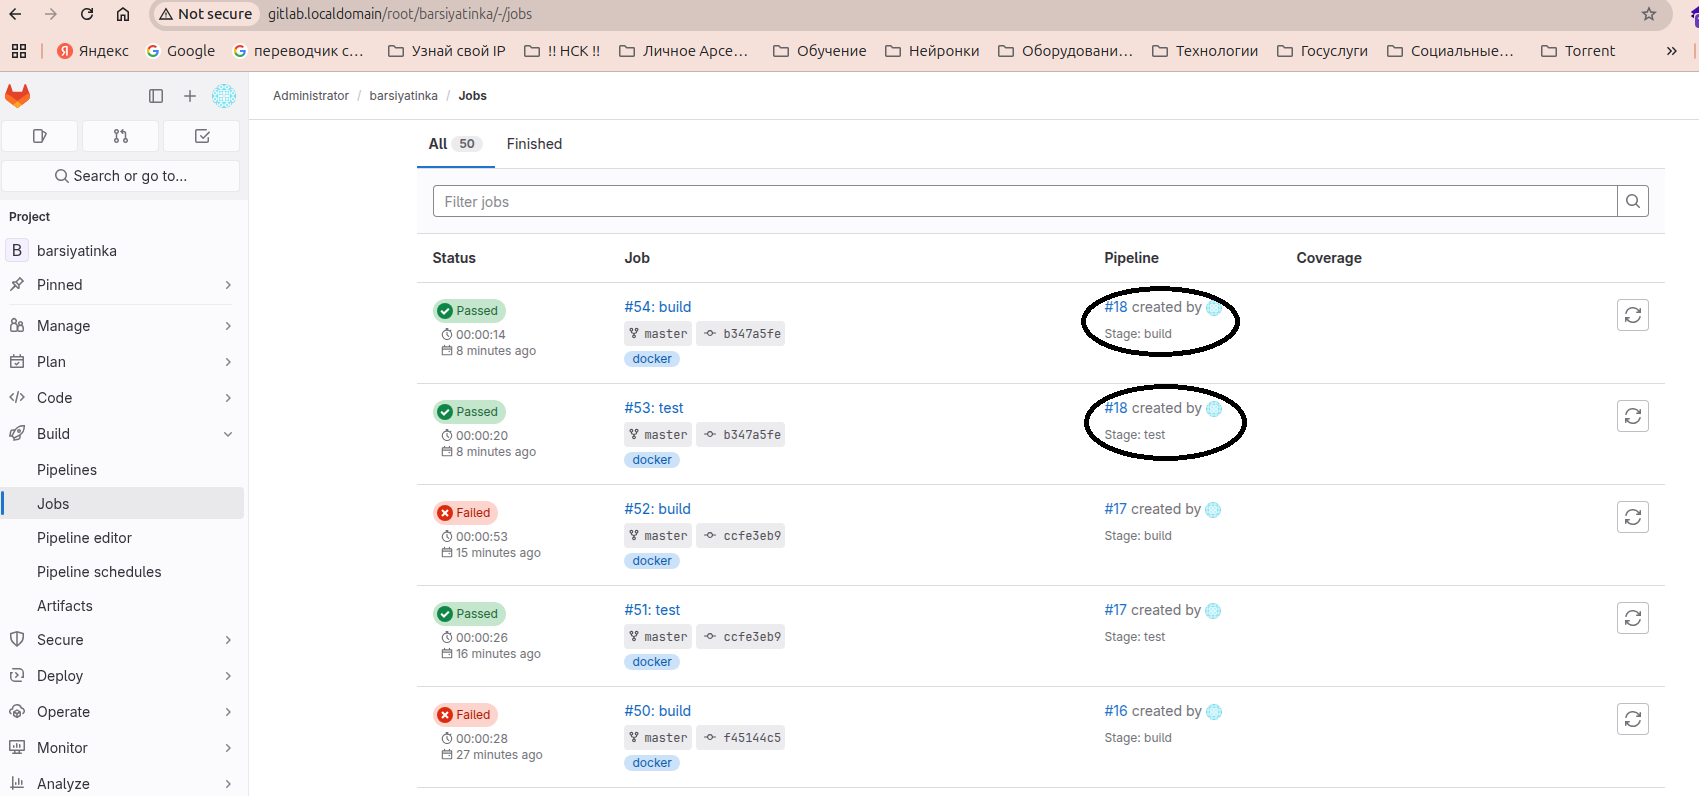 Not secure gitlab.localdomain/root/barsiyatinka/-/jobs
Яндекс Google переводчик с... Узнай свой IP !! НСК !! Личное Арсе... Обучение Нейронки Оборудовани... Технологии Госуслуги Социальные... Torrent »
Administrator / barsiyatinka / Jobs
All 50 Finished
Search or go to...
Filter jobs
Project
B barsiyatinka
Pinned
Manage
Plan
Code
Build
Pipelines
Jobs
Pipeline editor
Pipeline schedules
Artifacts
Secure
Deploy
Operate
Monitor
Analyze
Status Job Pipeline Coverage
Passed #54: build #18 created by
00:00:14 master b347a5fe Stage: build
8 minutes ago docker
Passed #53: test #18 created by
00:00:20 master b347a5fe Stage: test
8 minutes ago docker
Failed #52: build #17 created by
00:00:53 master ccfe3eb9 Stage: build
15 minutes ago docker
Passed #51: test #17 created by
00:00:26 master ccfe3eb9 Stage: test
16 minutes ago docker
Failed #50: build #16 created by
00:00:28 master f45144c5 Stage: build
27 minutes ago docker